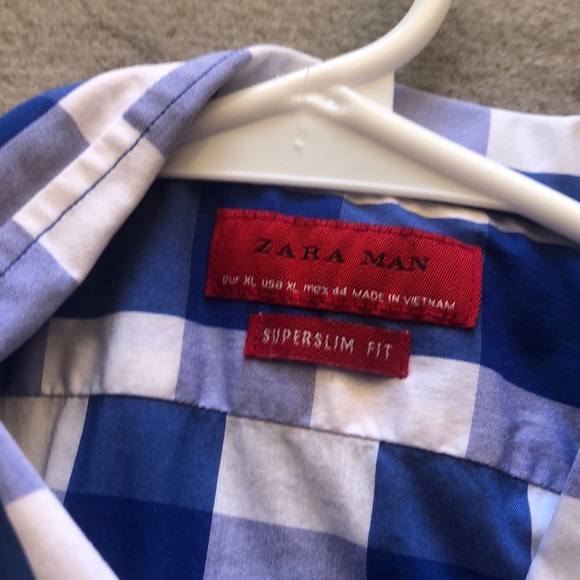 ZARA MAN
eur XL usa XL mex 44 MADE IN VIETNAM
SUPERSLIM FIT